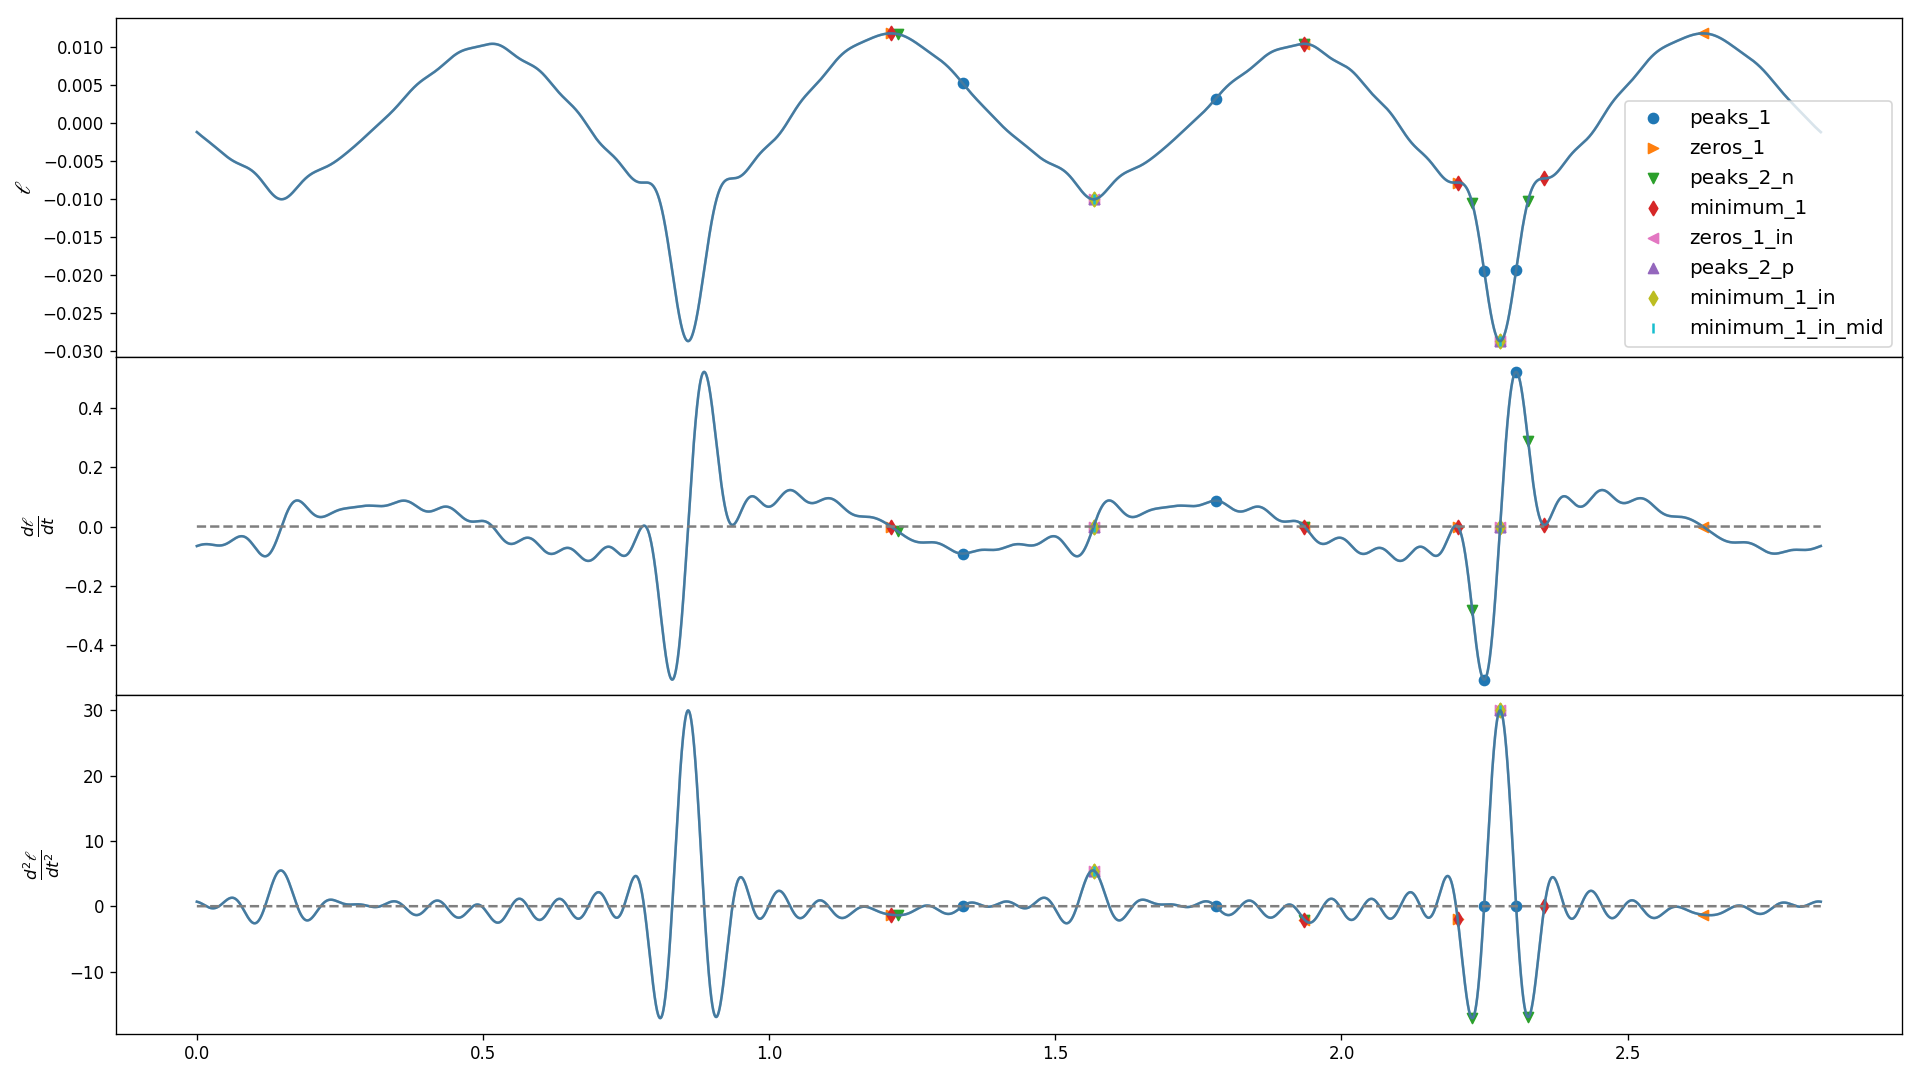 0.010
0.005
0.000
−0.005
−0.010
−0.015
−0.020
−0.025
−0.030
ℓ
peaks_1
zeros_1
peaks_2_n
minimum_1
zeros_1_in
peaks_2_p
minimum_1_in
minimum_1_in_mid
0.4
0.2
0.0
−0.2
−0.4
dℓ
dt
30
20
10
0
−10
d²ℓ
dt²
0.0 0.5 1.0 1.5 2.0 2.5